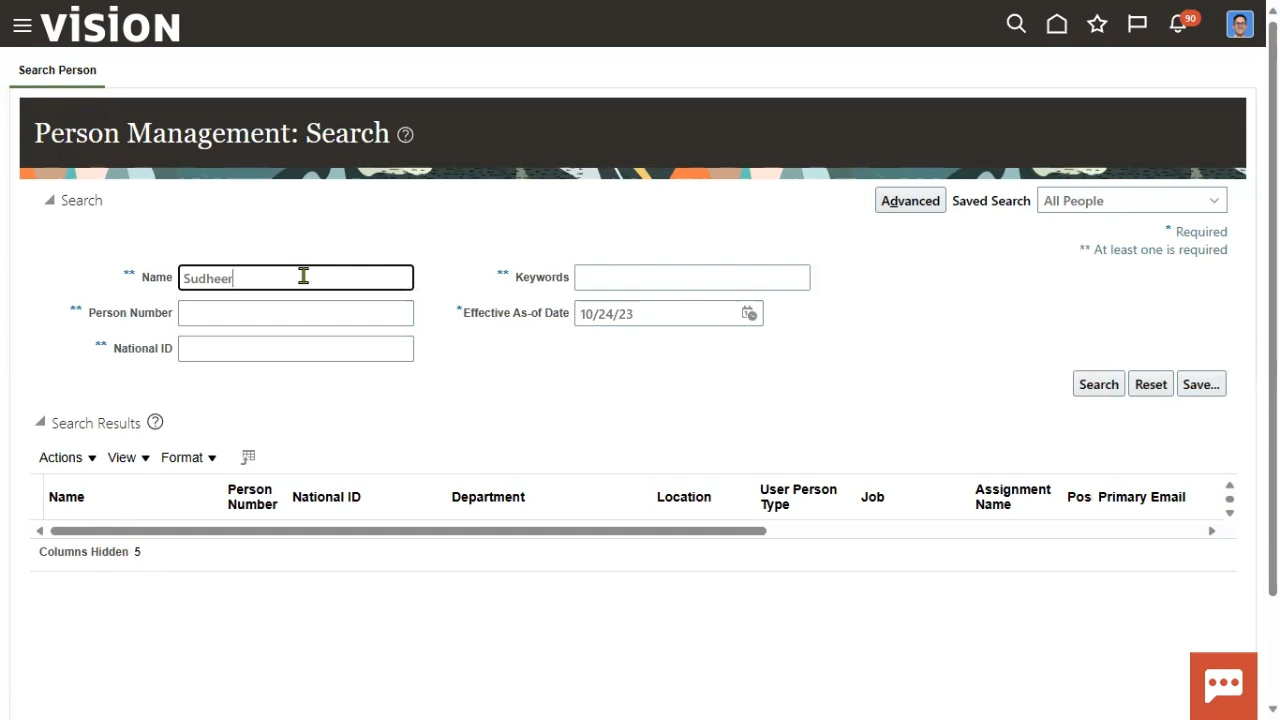 vision
90
Search Person
Person Management: Search ?
Search
Advanced Saved Search All People
* Required
** At least one is required
** Name Sudheer ** Keywords
** Person Number *Effective As-of Date 10/24/23
** National ID
Search Reset Save...
Search Results ?
Actions View Format
Name Person Number National ID Department Location User Person Type Job Assignment Name Pos Primary Email
Columns Hidden 5